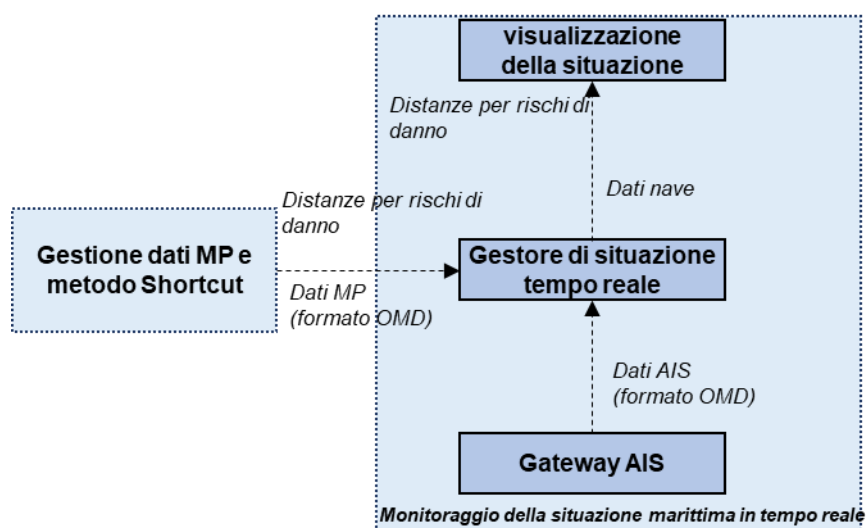 visualizzazione
della situazione
Distanze per rischi di
danno
Dati nave
Distanze per rischi di
danno
Gestione dati MP e
metodo Shortcut
Gestore di situazione
tempo reale
Dati MP
(formato OMD)
Dati AIS
(formato OMD)
Gateway AIS
Monitoraggio della situazione marittima in tempo reale